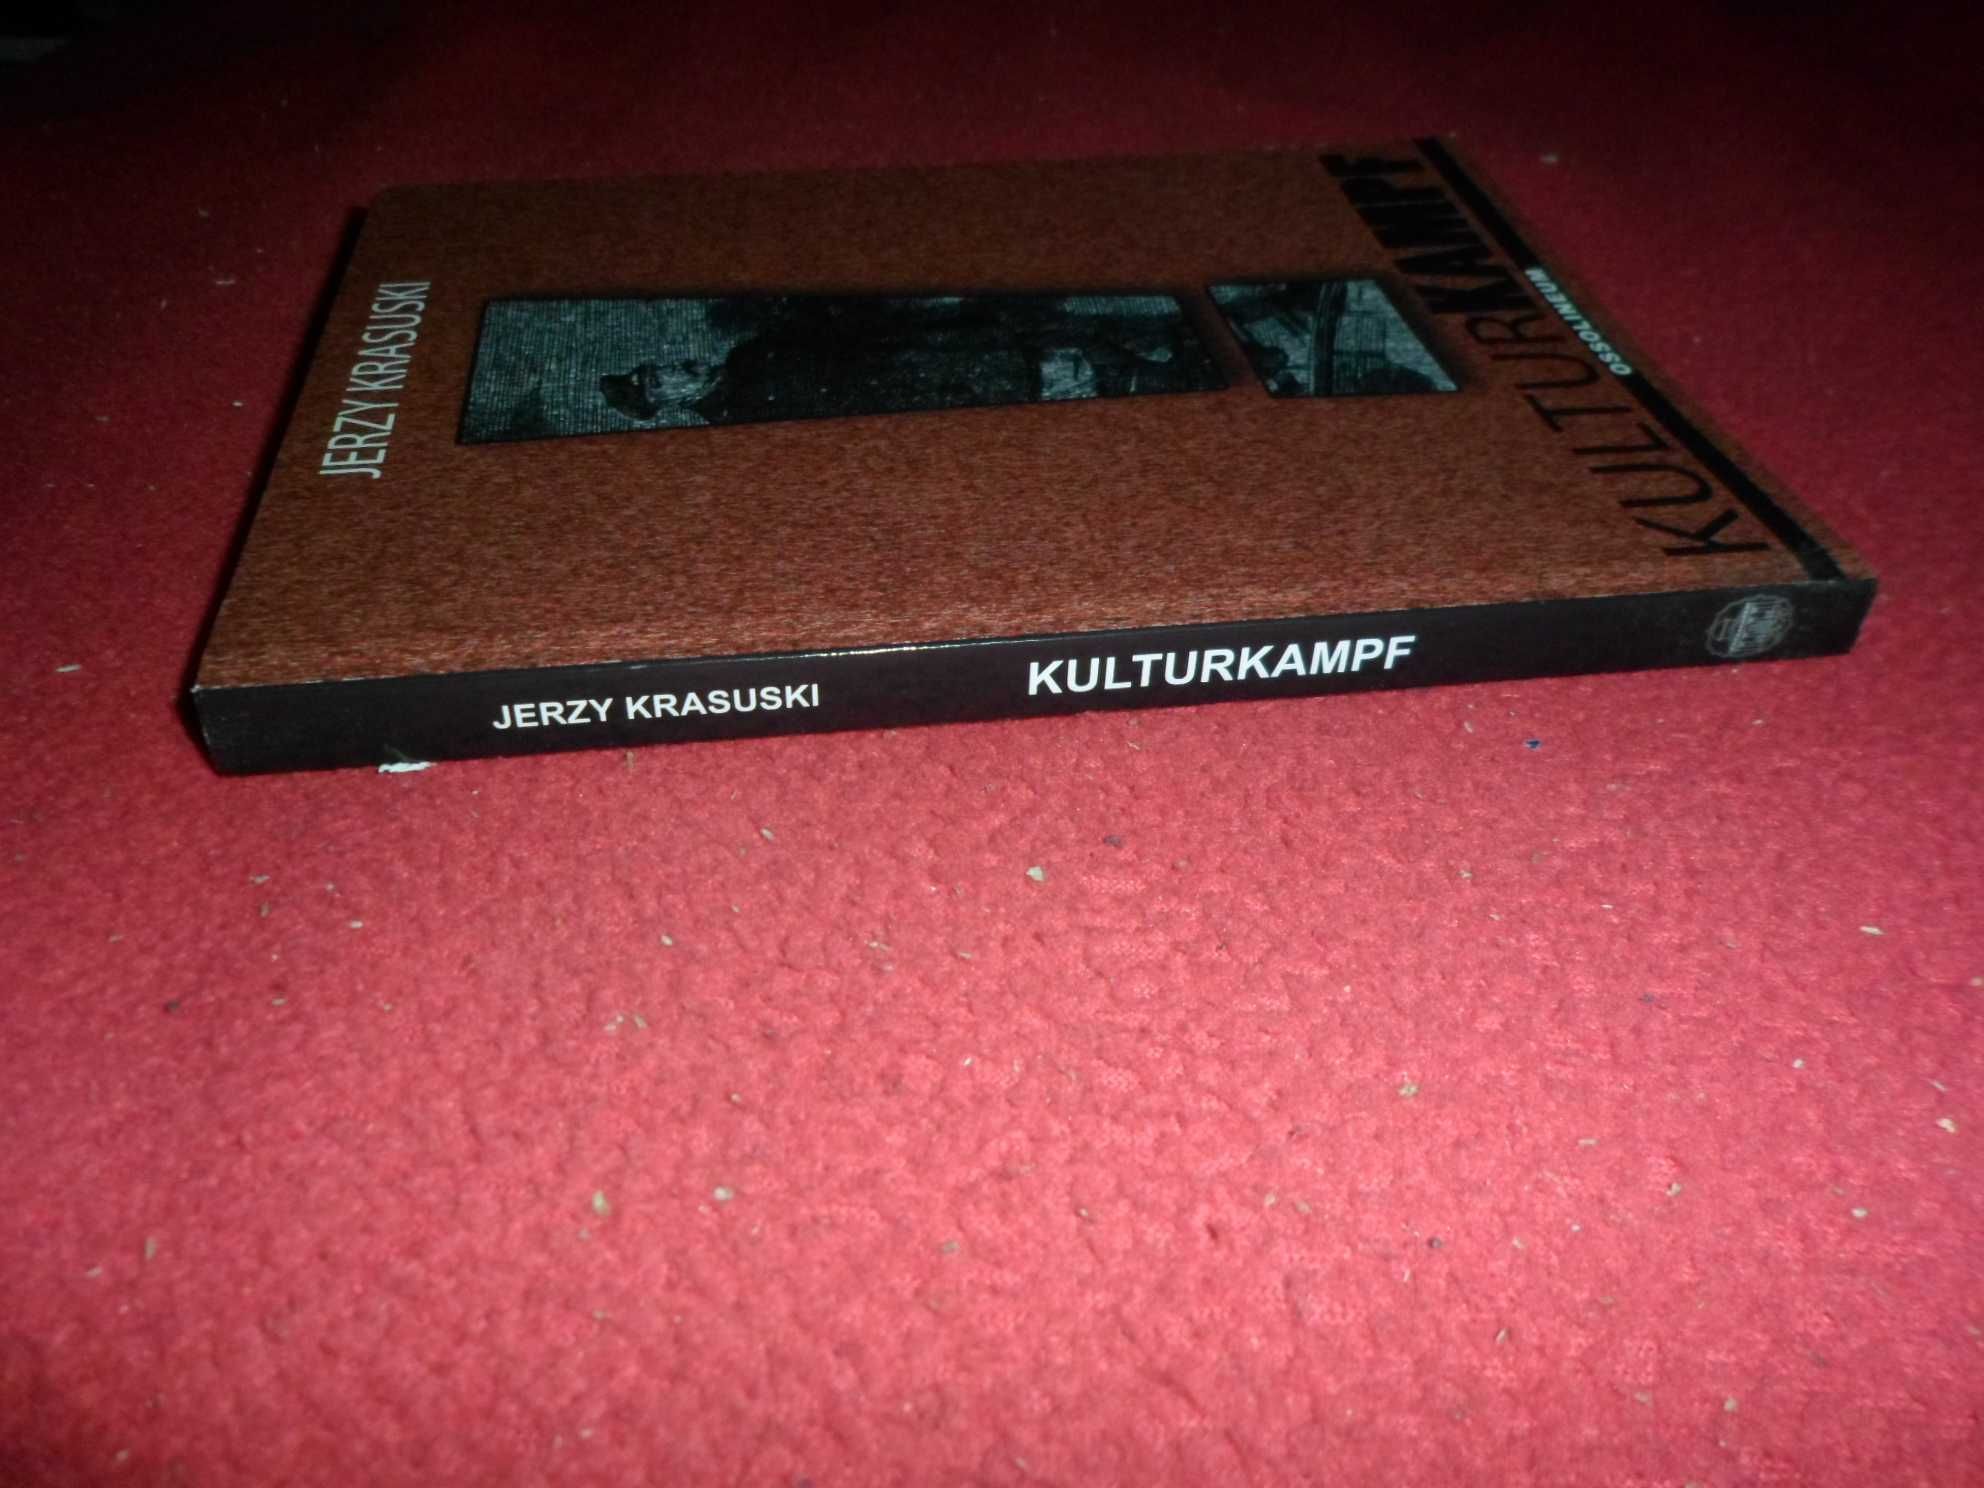 JERZY KRASUSKI
KULTURKAMPF
OSSOLINEUM
JERZY KRASUSKI
KULTURKAMPF